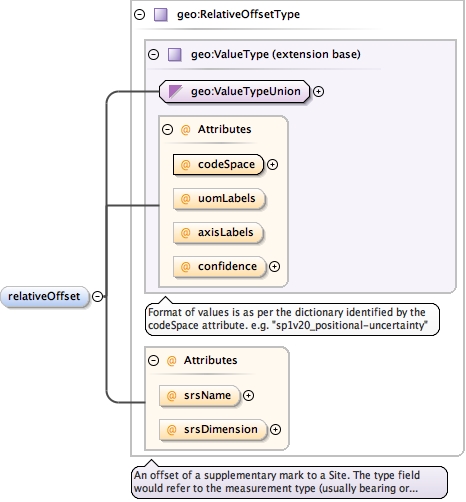 geo:RelativeOffsetType
geo:ValueType (extension base)
geo:ValueTypeUnion
@ Attributes
@ codeSpace
@ uomLabels
@ axisLabels
@ confidence
relativeOffset
Format of values is as per the dictionary identified by the
codeSpace attribute. e.g. "sp1v20_positional-uncertainty"
@ Attributes
@ srsName
@ srsDimension
An offset of a supplementary mark to a Site. The type field
would refer to the measurement type (usually bearing or...